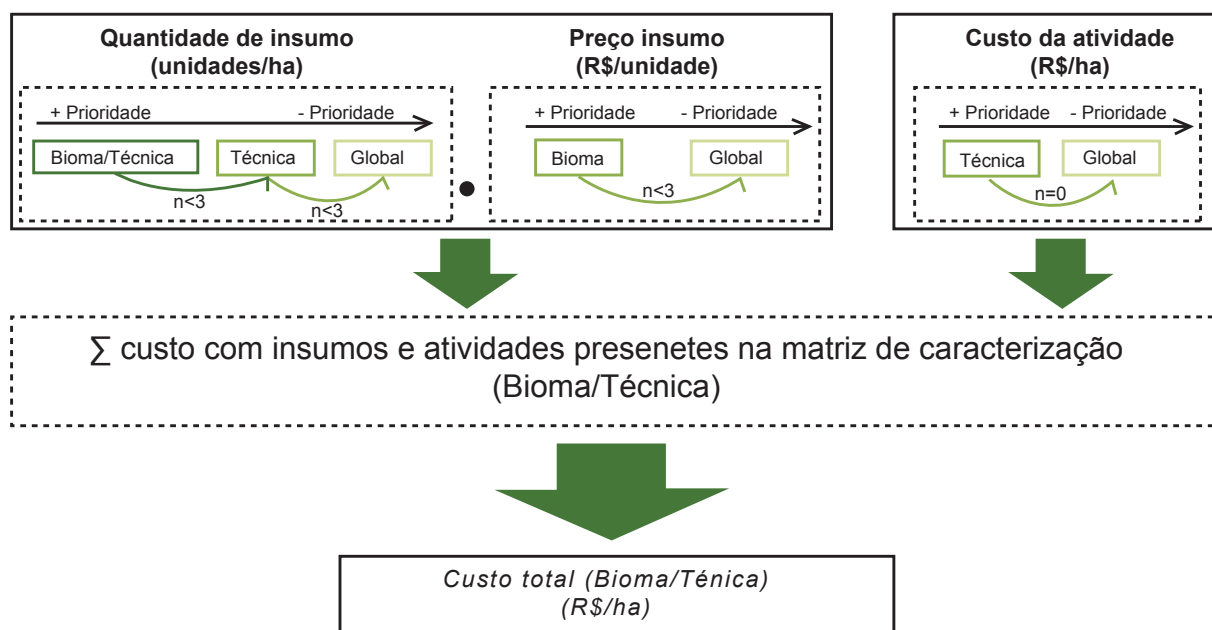 Quantidade de insumo
(unidades/ha)
+ Prioridade - Prioridade
Bioma/Técnica Técnica Global
n<3
n<3
•
Preço insumo
(R$/unidade)
+ Prioridade - Prioridade
Bioma Global
n<3
Custo da atividade
(R$/ha)
+ Prioridade - Prioridade
Técnica Global
n=0
∑ custo com insumos e atividades presenetes na matriz de caracterização
(Bioma/Técnica)
Custo total (Bioma/Ténica)
(R$/ha)